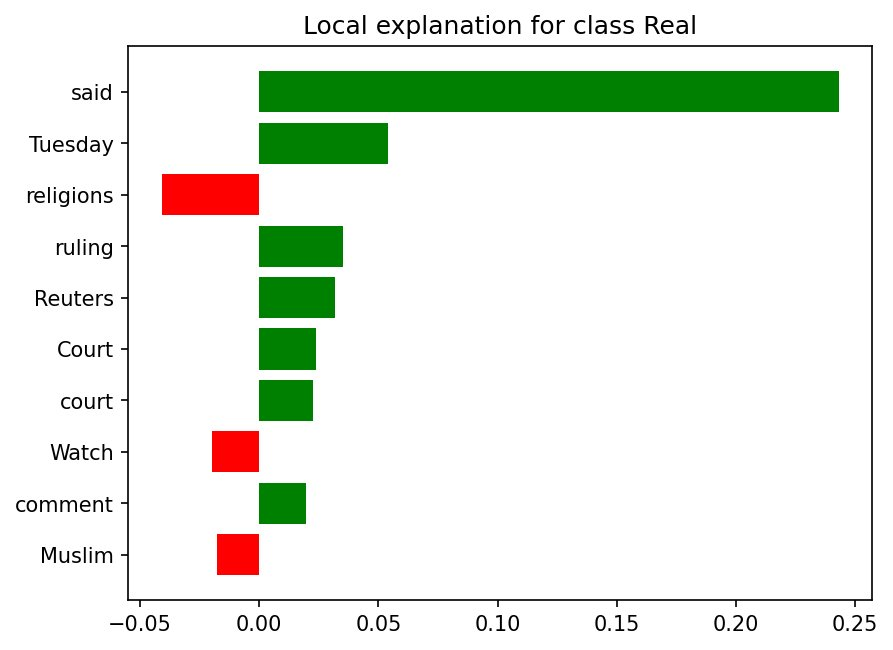 Local explanation for class Real
said
Tuesday
religions
ruling
Reuters
Court
court
Watch
comment
Muslim
−0.05 0.00 0.05 0.10 0.15 0.20 0.25